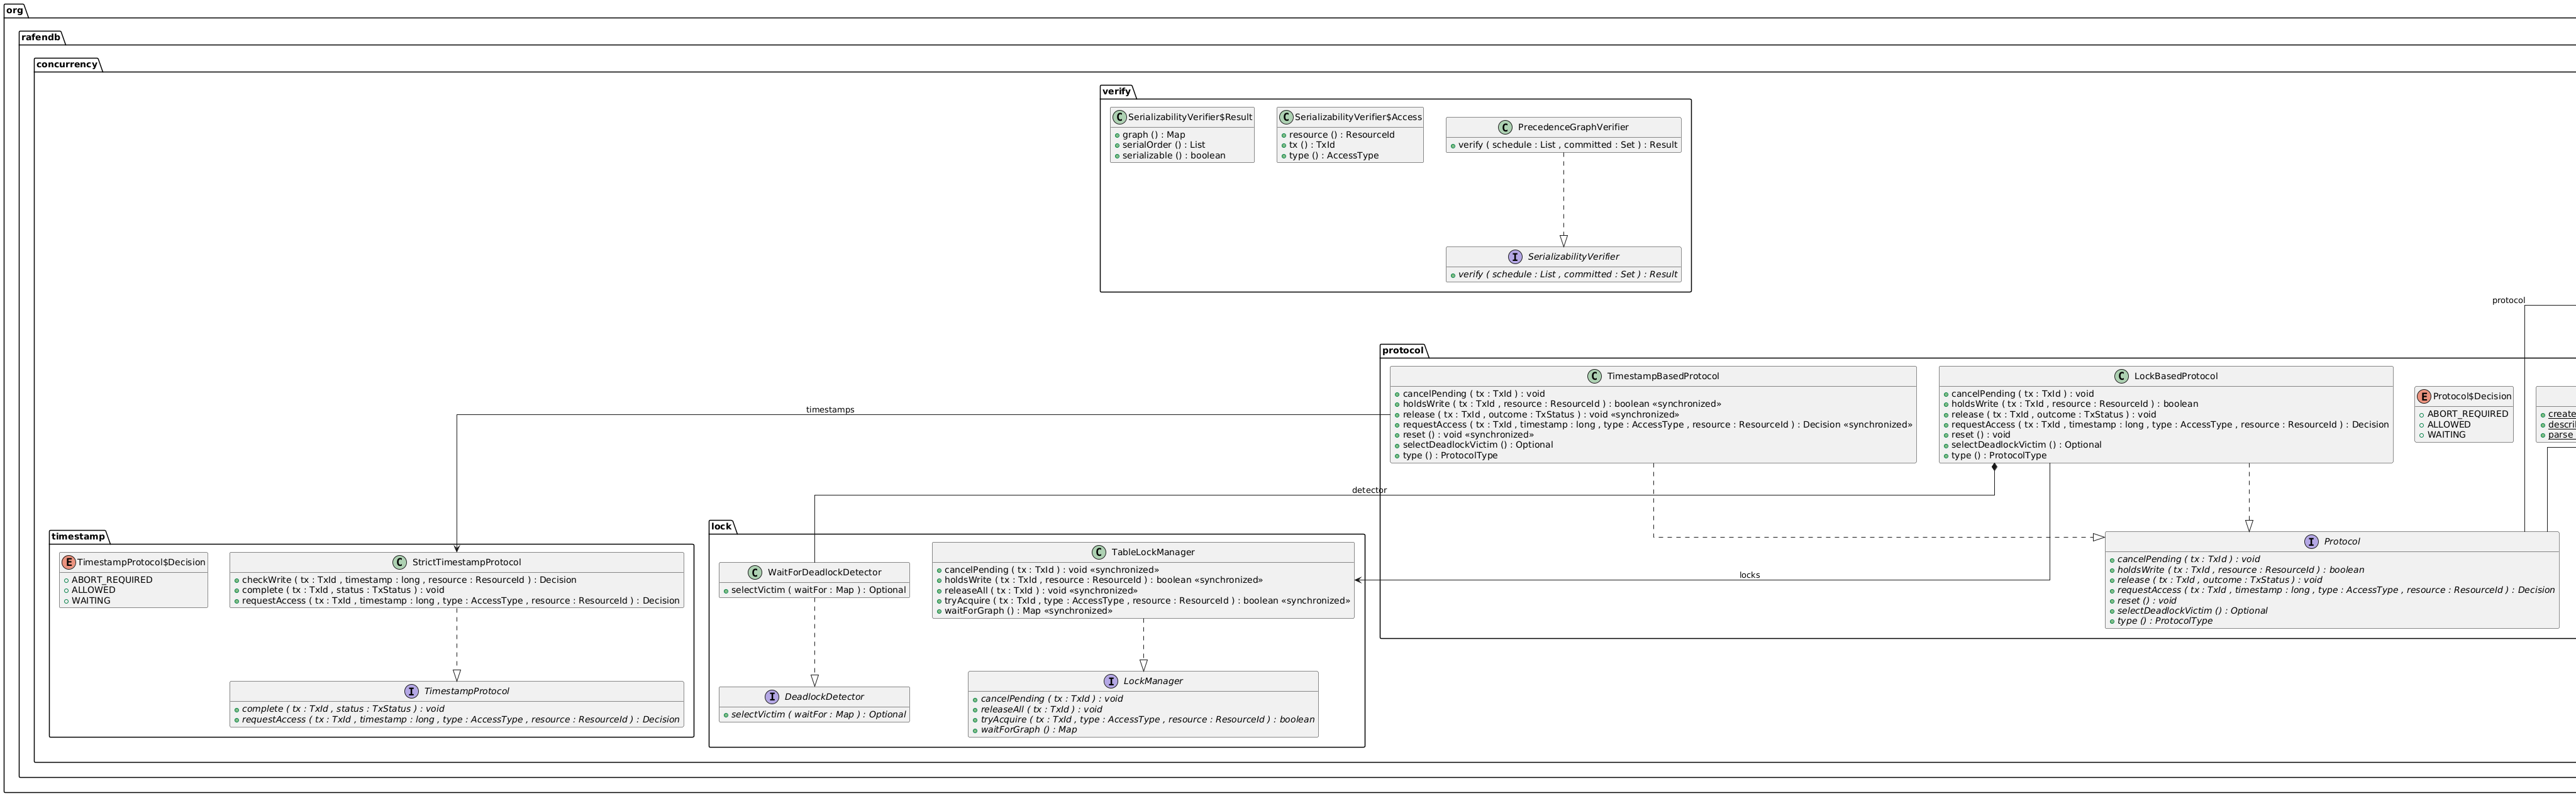 org
rafendb
concurrency
verify
SerializabilityVerifier$Result
graph () : Map
serialOrder () : List
serializable () : boolean
SerializabilityVerifier$Access
resource () : ResourceId
tx () : TxId
type () : AccessType
PrecedenceGraphVerifier
verify ( schedule : List , committed : Set ) : Result
SerializabilityVerifier
verify ( schedule : List , committed : Set ) : Result
protocol
protocol
TimestampBasedProtocol
cancelPending ( tx : TxId ) : void
holdsWrite ( tx : TxId , resource : ResourceId ) : boolean «synchronized»
release ( tx : TxId , outcome : TxStatus ) : void «synchronized»
requestAccess ( tx : TxId , timestamp : long , type : AccessType , resource : ResourceId ) : Decision «synchronized»
reset () : void «synchronized»
selectDeadlockVictim () : Optional
type () : ProtocolType
LockBasedProtocol
cancelPending ( tx : TxId ) : void
holdsWrite ( tx : TxId , resource : ResourceId ) : boolean
release ( tx : TxId , outcome : TxStatus ) : void
requestAccess ( tx : TxId , timestamp : long , type : AccessType , resource : ResourceId ) : Decision
reset () : void
selectDeadlockVictim () : Optional
type () : ProtocolType
Protocol$Decision
ABORT_REQUIRED
ALLOWED
WAITING
create
parse
timestamps
detector
locks
timestamp
TimestampProtocol$Decision
ABORT_REQUIRED
ALLOWED
WAITING
StrictTimestampProtocol
checkWrite ( tx : TxId , timestamp : long , resource : ResourceId ) : Decision
complete ( tx : TxId , status : TxStatus ) : void
requestAccess ( tx : TxId , timestamp : long , type : AccessType , resource : ResourceId ) : Decision
TimestampProtocol
complete ( tx : TxId , status : TxStatus ) : void
requestAccess ( tx : TxId , timestamp : long , type : AccessType , resource : ResourceId ) : Decision
lock
WaitForDeadlockDetector
selectVictim ( waitFor : Map ) : Optional
TableLockManager
cancelPending ( tx : TxId ) : void «synchronized»
holdsWrite ( tx : TxId , resource : ResourceId ) : boolean «synchronized»
releaseAll ( tx : TxId ) : void «synchronized»
tryAcquire ( tx : TxId , type : AccessType , resource : ResourceId ) : boolean «synchronized»
waitForGraph () : Map «synchronized»
DeadlockDetector
selectVictim ( waitFor : Map ) : Optional
LockManager
cancelPending ( tx : TxId ) : void
releaseAll ( tx : TxId ) : void
tryAcquire ( tx : TxId , type : AccessType , resource : ResourceId ) : boolean
waitForGraph () : Map
Protocol
cancelPending ( tx : TxId ) : void
holdsWrite ( tx : TxId , resource : ResourceId ) : boolean
release ( tx : TxId , outcome : TxStatus ) : void
requestAccess ( tx : TxId , timestamp : long , type : AccessType , resource : ResourceId ) : Decision
reset () : void
selectDeadlockVictim () : Optional
type () : ProtocolType